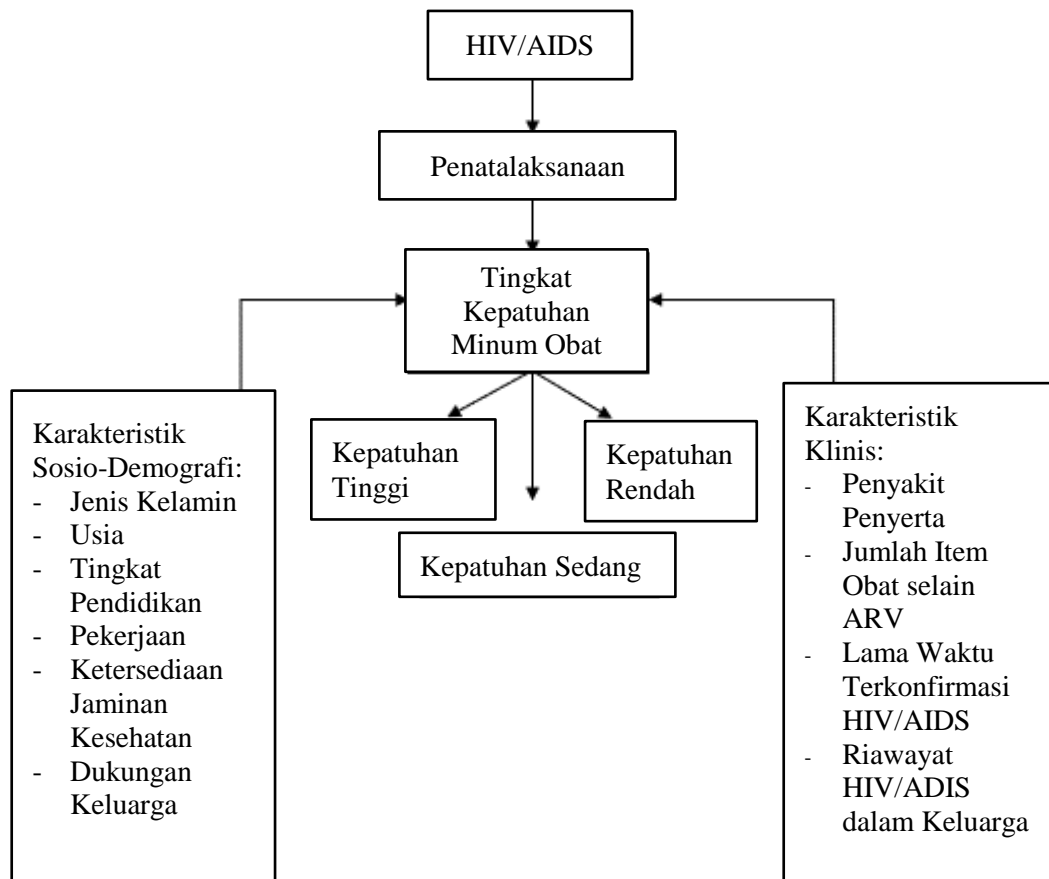 HIV/AIDS
Penatalaksanaan
Tingkat
Kepatuhan
Minum Obat
Karakteristik
Sosio-Demografi:
- Jenis Kelamin
- Usia
- Tingkat
Pendidikan
- Pekerjaan
- Ketersediaan
Jaminan
Kesehatan
- Dukungan
Keluarga
Kepatuhan
Tinggi
Kepatuhan Sedang
Kepatuhan
Rendah
Karakteristik
Klinis:
- Penyakit
Penyerta
- Jumlah Item
Obat selain
ARV
- Lama Waktu
Terkonfirmasi
HIV/AIDS
- Riawayat
HIV/ADIS
dalam Keluarga